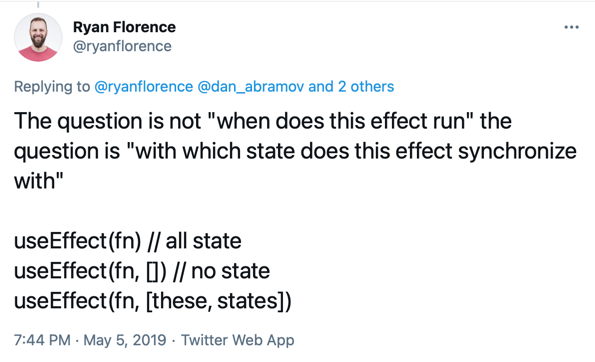 Ryan Florence
@ryanflorence
Replying to @ryanflorence @dan_abramov and 2 others
The question is not "when does this effect run" the
question is "with which state does this effect synchronize
with"
useEffect(fn) // all state
useEffect(fn, []) // no state
useEffect(fn, [these, states])
7:44 PM · May 5, 2019 · Twitter Web App